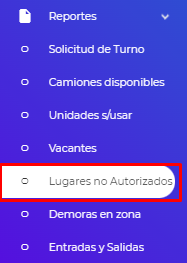 Reportes
Solicitud de Turno
Camiones disponibles
Unidades s/usar
Vacantes
Lugares no Autorizados
Demoras en zona
Entradas y Salidas